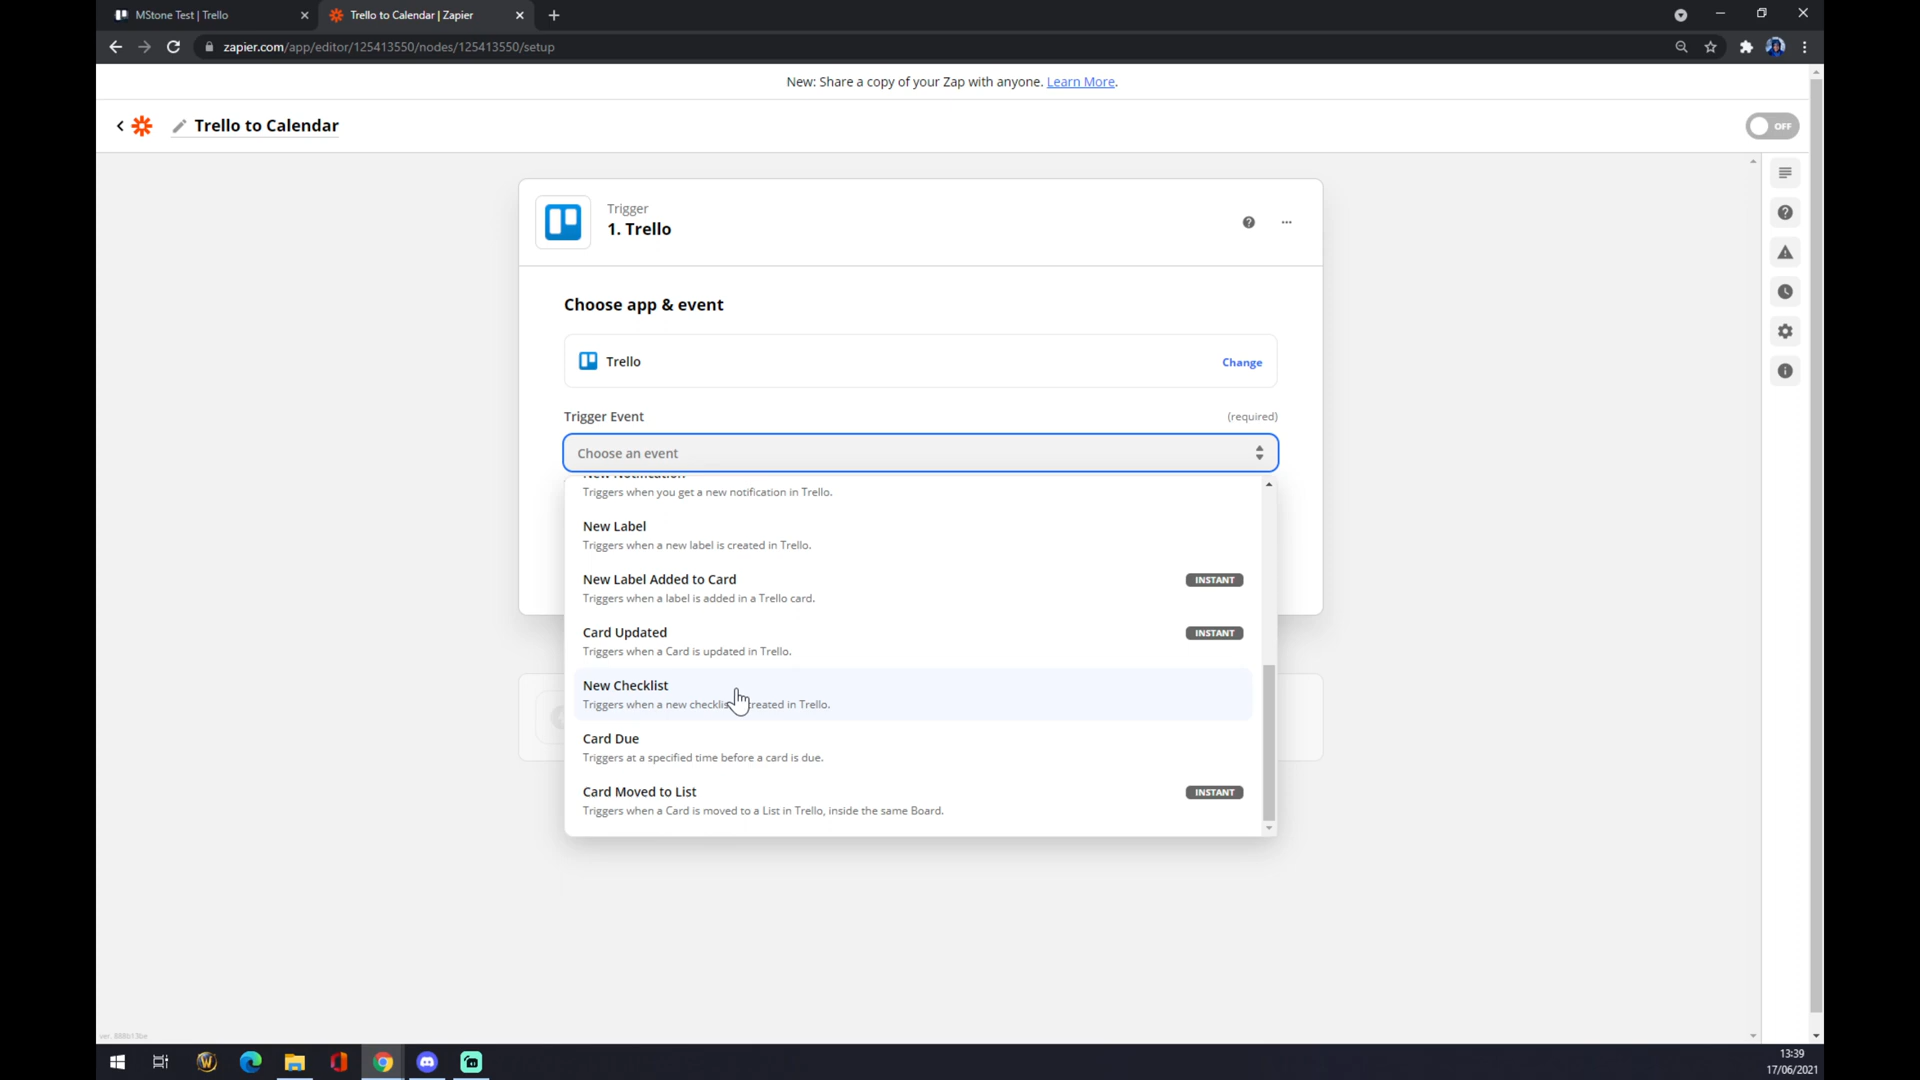 MStone Test | Trello
Trello to Calendar | Zapier
zapier.com/app/editor/125413550/nodes/125413550/setup
New: Share a copy of your Zap with anyone. Learn More.
Trello to Calendar
OFF
Trigger
1. Trello
Choose app & event
Trello
Change
Trigger Event
(required)
Choose an event
New Notification
Triggers when you get a new notification in Trello.
New Label
Triggers when a new label is created in Trello.
New Label Added to Card
INSTANT
Triggers when a label is added in a Trello card.
Card Updated
INSTANT
Triggers when a Card is updated in Trello.
New Checklist
Triggers when a new checklis created in Trello.
Card Due
Triggers at a specified time before a card is due.
Card Moved to List
INSTANT
Triggers when a Card is moved to a List in Trello, inside the same Board.
13:39
17/06/2021